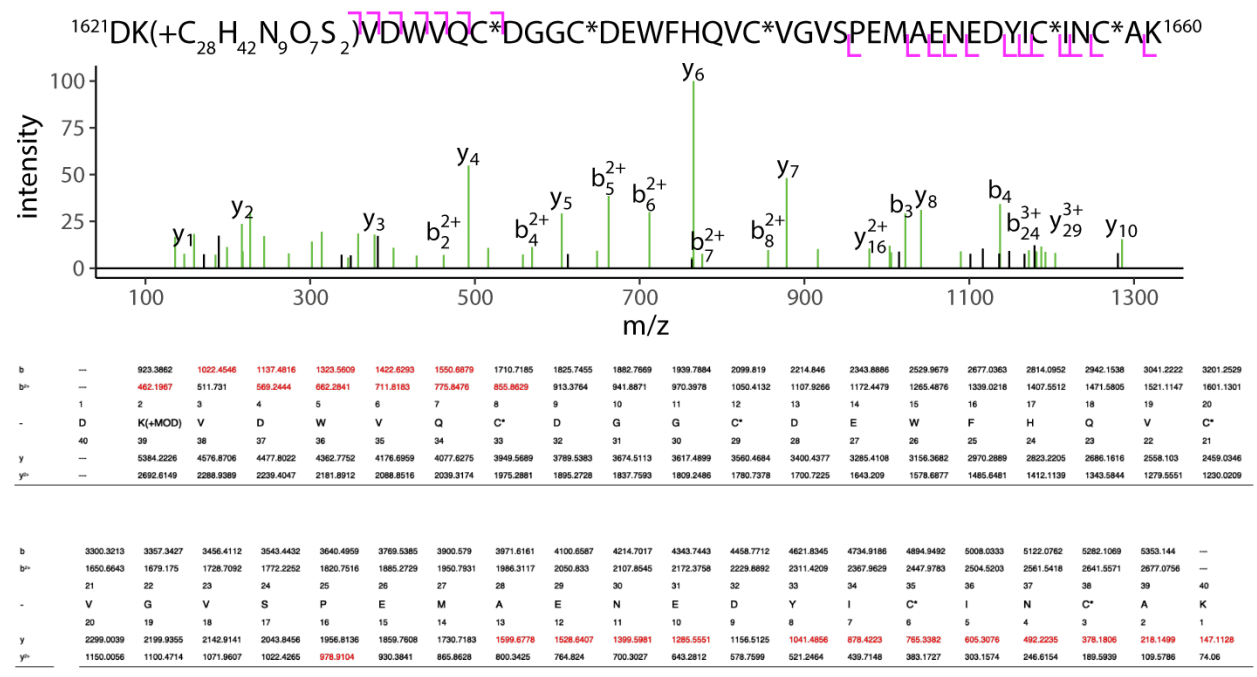 1621DK(+C28H42N9O7S2)VDWVQC*DGGC*DEWFHQVC*VGVSPEMAENEDYIC*INC*AK1660
intensity
100
75
50
25
0
y1
y2
y3
b2 2+
y4
b4 2+
y5
b5 2+
b6 2+
y6
b7 2+
b8 2+
y7
y16 2+
b3
y8
b4
b24 3+
y29 3+
y10
100 300 500 700 900 1100 1300
m/z
b --- 923.3862 1022.4546 1137.4816 1323.5609 1422.6293 1550.6879 1710.7185 1825.7455 1882.7669 1939.7884 2099.819 2214.846 2343.8886 2529.9679 2677.0363 2814.0952 2942.1538 3041.2222 3201.2529
b2+ --- 462.1967 511.731 569.2444 662.2841 711.8183 775.8476 855.8629 913.3764 941.8871 970.3978 1050.4132 1107.9266 1172.4479 1265.4876 1339.0218 1407.5512 1471.5805 1521.1147 1601.1301
1 2 3 4 5 6 7 8 9 10 11 12 13 14 15 16 17 18 19 20
- D K(+MOD) V D W V Q C* D G G C* D E W F H Q V C*
40 39 38 37 36 35 34 33 32 31 30 29 28 27 26 25 24 23 22 21
y --- 5384.2226 4576.8706 4477.8022 4362.7752 4176.6959 4077.6275 3949.5689 3789.5383 3674.5113 3617.4899 3560.4684 3400.4377 3285.4108 3156.3682 2970.2889 2823.2205 2686.1616 2558.103 2459.0346
y2+ --- 2692.6149 2288.9389 2239.4047 2181.8912 2088.8516 2039.3174 1975.2881 1895.2728 1837.7593 1809.2486 1780.7378 1700.7225 1643.209 1578.6877 1485.6481 1412.1139 1343.5844 1279.5551 1230.0209
b 3300.3213 3357.3427 3456.4112 3543.4432 3640.4959 3769.5385 3900.579 3971.6161 4100.6587 4214.7017 4343.7443 4458.7712 4621.8345 4734.9186 4894.9492 5008.0333 5122.0762 5282.1069 5353.144 ---
b2+ 1650.6643 1679.175 1728.7092 1772.2252 1820.7516 1885.2729 1950.7931 1986.3117 2050.833 2107.8545 2172.3758 2229.8892 2311.4209 2367.9629 2447.9783 2504.5203 2561.5418 2641.5571 2677.0756 ---
21 22 23 24 25 26 27 28 29 30 31 32 33 34 35 36 37 38 39 40
- V G V S P E M A E N E D Y I C* I N C* A K
20 19 18 17 16 15 14 13 12 11 10 9 8 7 6 5 4 3 2 1
y 2299.0039 2199.9355 2142.9141 2043.8456 1956.8136 1859.7608 1730.7183 1599.6778 1528.6407 1399.5981 1285.5551 1156.5125 1041.4856 878.4223 765.3382 605.3076 492.2235 378.1806 218.1499 147.1128
y2+ 1150.0056 1100.4714 1071.9607 1022.4265 978.9104 930.3841 865.8628 800.3425 764.824 700.3027 643.2812 578.7599 521.2464 439.7148 383.1727 303.1574 246.6154 189.5939 109.5786 74.06